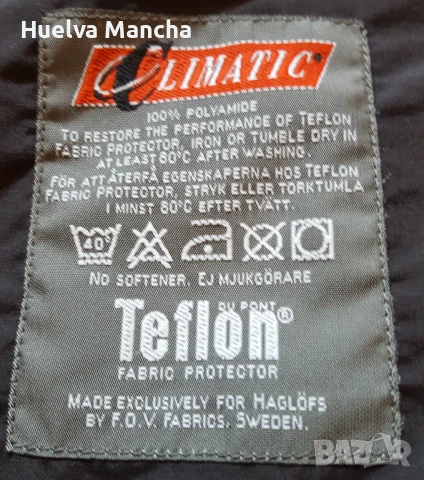 Huelva Mancha
CLIMATIC®
100% POLYAMIDE
TO RESTORE THE PERFORMANCE OF TEFLON
FABRIC PROTECTOR, IRON OR TUMBLE DRY IN
AT LEAST 80°C AFTER WASHING.
FÖR ATT ÅTERFÅ EGENSKAPERNA HOS TEFLON
FABRIC PROTECTOR, STRYK ELLER TORKTUMLA
I MINST 80°C EFTER TVÄTT.
40°
NO SOFTENER. EJ MJUKGÖRARE
DU PONT
Teflon®
FABRIC PROTECTOR
MADE EXCLUSIVELY FOR HAGLÖFS
BY F.O.V. FABRICS, SWEDEN.
BAZAR